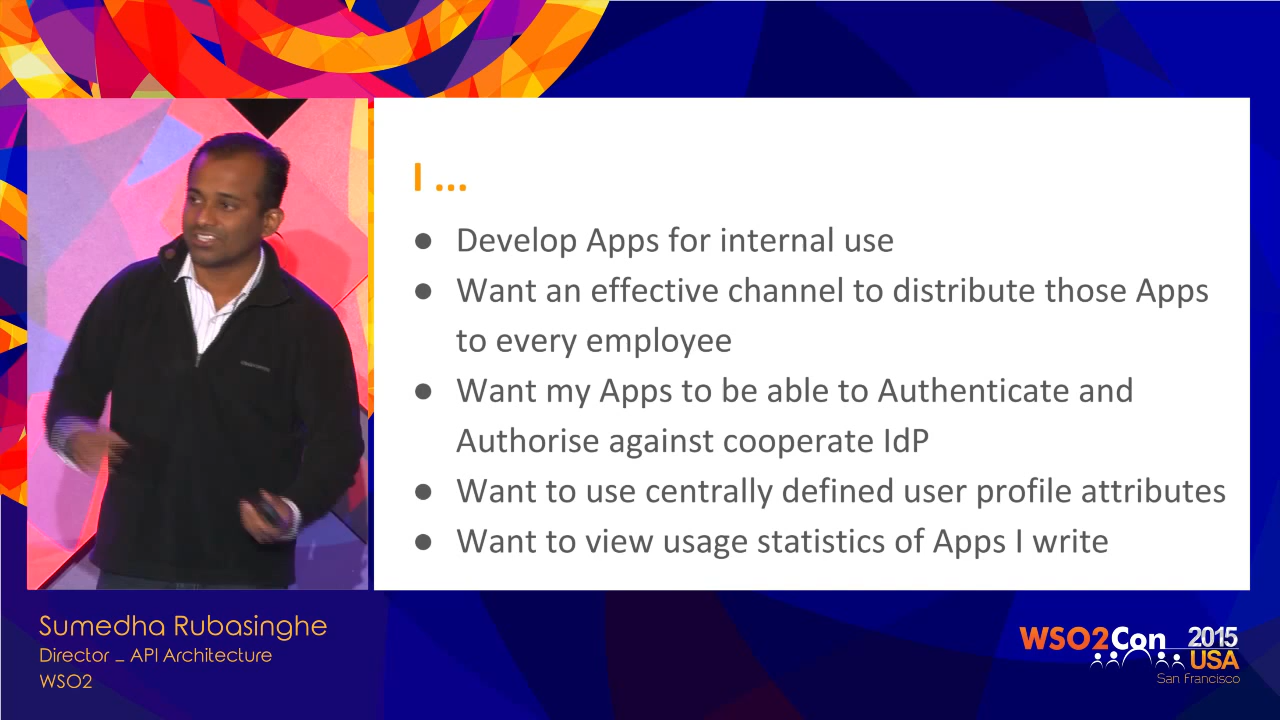 I ...
● Develop Apps for internal use
● Want an effective channel to distribute those Apps
to every employee
● Want my Apps to be able to Authenticate and
Authorise against cooperate IdP
● Want to use centrally defined user profile attributes
● Want to view usage statistics of Apps I write
Sumedha Rubasinghe
Director _ API Architecture
WSO2
WSO2Con 2015
USA
San Francisco